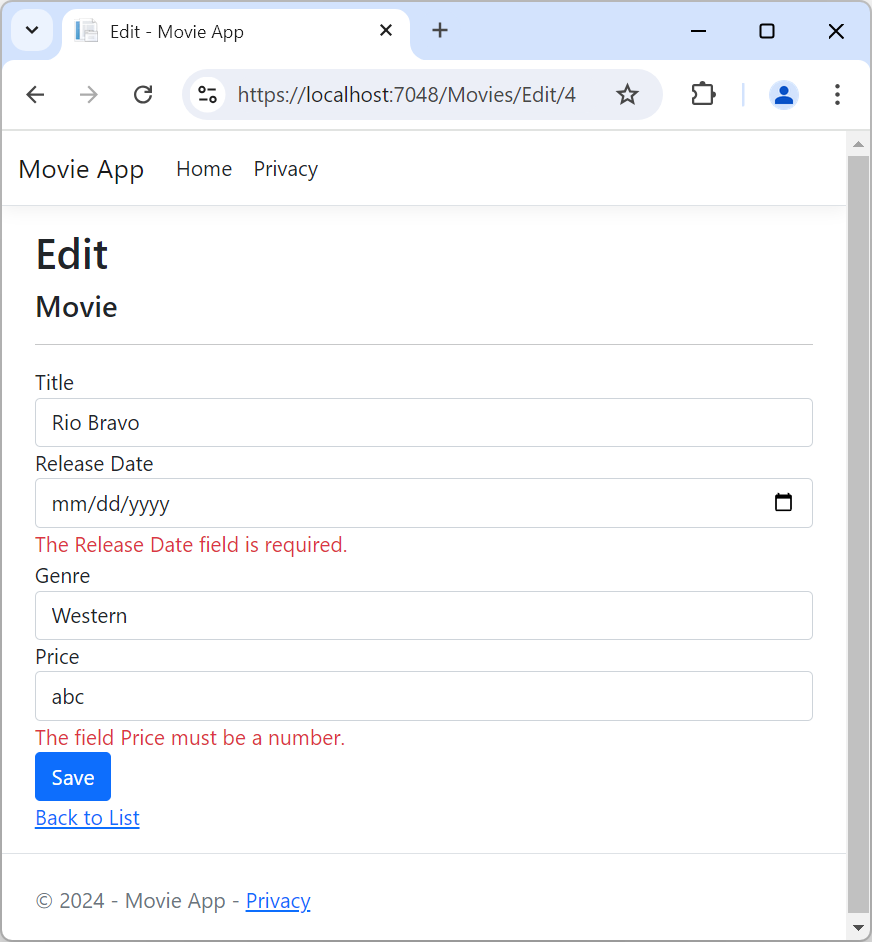 Edit - Movie App
https://localhost:7048/Movies/Edit/4
Movie App Home Privacy
Edit
Movie
Title
Rio Bravo
Release Date
mm/dd/yyyy
The Release Date field is required.
Genre
Western
Price
abc
The field Price must be a number.
Save
Back to List
© 2024 - Movie App - Privacy